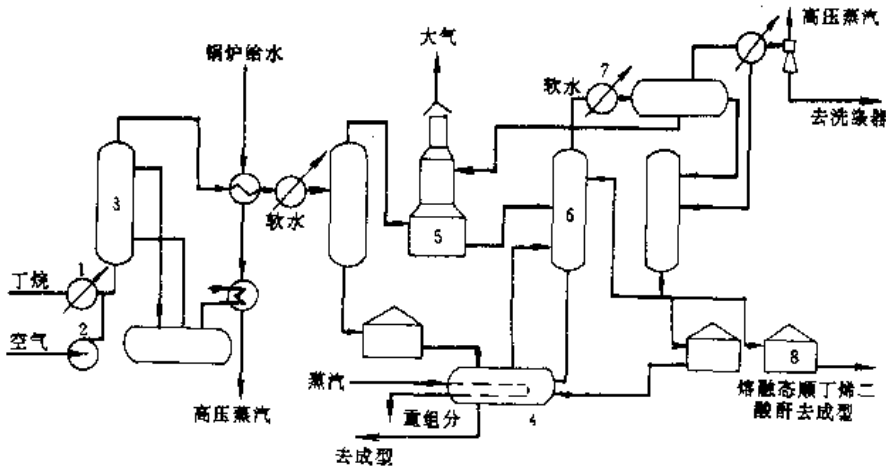 高压蒸汽
大气
锅炉给水
7
软水
去洗涤器
3
6
5
软水
1
丁烷
2
空气
8
蒸汽
熔融态顺丁烯二
酸酐去成型
高压蒸汽
重组分
4
去成型